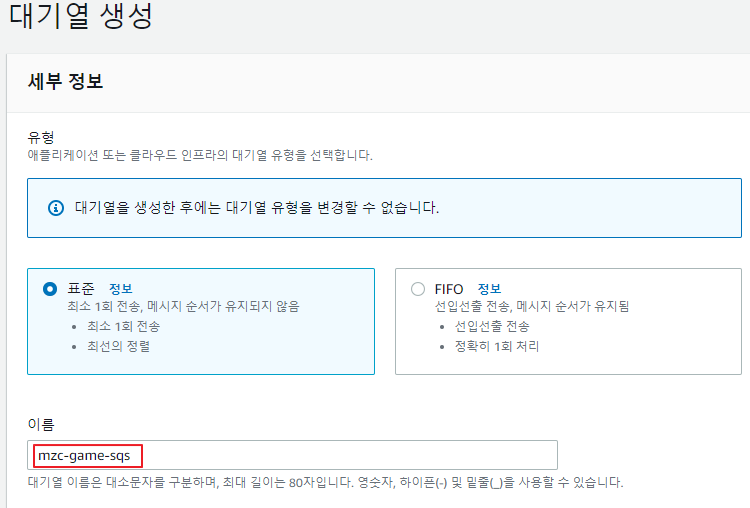 대기열 생성
세부 정보
유형
애플리케이션 또는 클라우드 인프라의 대기열 유형을 선택합니다.
대기열을 생성한 후에는 대기열 유형을 변경할 수 없습니다.
표준 정보
최소 1회 전송, 메시지 순서가 유지되지 않음
• 최소 1회 전송
• 최선의 정렬
FIFO 정보
선입선출 전송, 메시지 순서가 유지됨
• 선입선출 전송
• 정확히 1회 처리
이름
mzc-game-sqs
대기열 이름은 대소문자를 구분하며, 최대 길이는 80자입니다. 영숫자, 하이픈(-) 및 밑줄(_)을 사용할 수 있습니다.